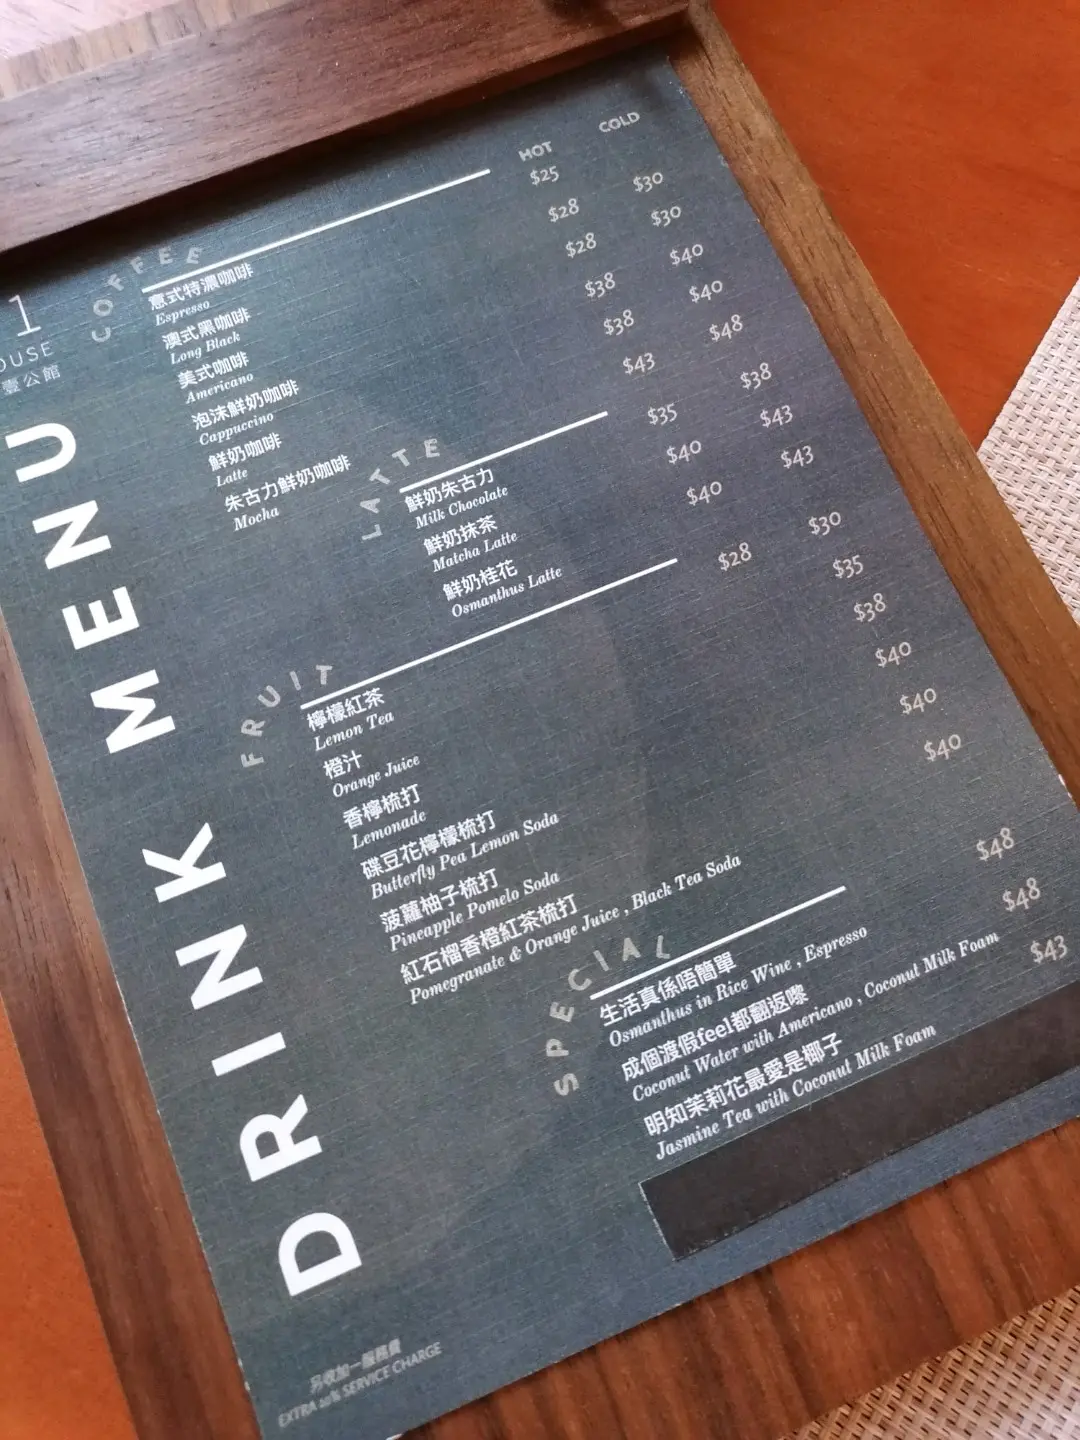 1
OUSE
壹公館
DRINK MENU
HOT
COLD
COFFEE
意式特濃咖啡
Espresso
$25
澳式黑咖啡
Long Black
$28
$30
美式咖啡
Americano
$28
$30
泡沫鮮奶咖啡
Cappuccino
$38
$40
鮮奶咖啡
Latte
$38
$40
朱古力鮮奶咖啡
Mocha
$43
$48
LATTE
鮮奶朱古力
Milk Chocolate
$35
$38
鮮奶抹茶
Matcha Latte
$40
$43
鮮奶桂花
Osmanthus Latte
$40
$43
FRUIT
檸檬紅茶
Lemon Tea
$28
$30
橙汁
Orange Juice
$35
香檸梳打
Lemonade
$38
碟豆花檸檬梳打
Butterfly Pea Lemon Soda
$40
菠蘿柚子梳打
Pineapple Pomelo Soda
$40
紅石榴香橙紅茶梳打
Pomegranate & Orange Juice , Black Tea Soda
$40
SPECIAL
生活真係唔簡單
Osmanthus in Rice Wine , Espresso
$48
成個渡假feel都翻返嚟
Coconut Water with Americano , Coconut Milk Foam
$48
明知茉莉花最愛是椰子
Jasmine Tea with Coconut Milk Foam
$43
另收加一服務費
EXTRA 10% SERVICE CHARGE